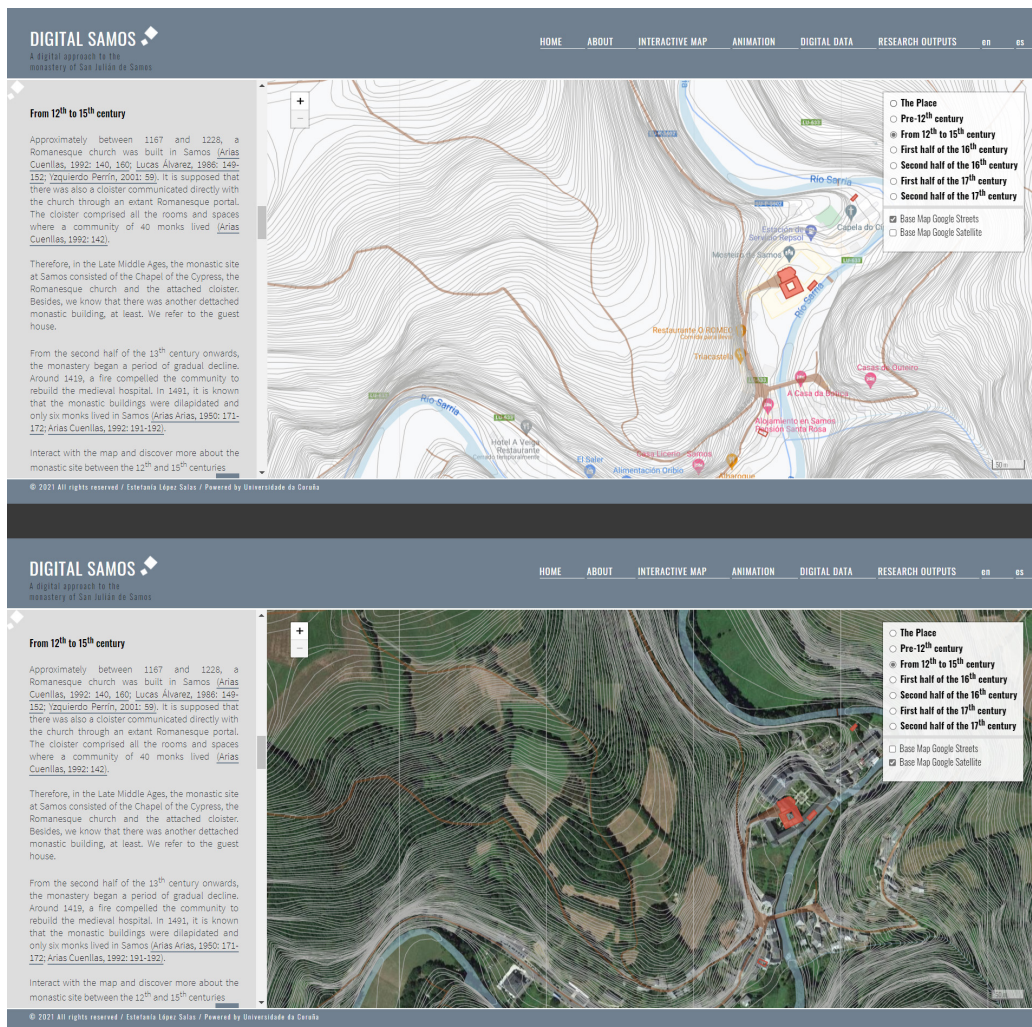 DIGITAL SAMOS
A digital approach to the
monastery of San Julián de Samos
HOME ABOUT INTERACTIVE MAP ANIMATION DIGITAL DATA RESEARCH OUTPUTS en es
From 12th to 15th century
Approximately between 1167 and 1228, a
Romanesque church was built in Samos (Arias
Cuenllas, 1992: 140, 160; Lucas Álvarez, 1986: 149-
152; Yzquierdo Perrín, 2001: 59). It is supposed that
there was also a cloister communicated directly with
the church through an extant Romanesque portal.
The cloister comprised all the rooms and spaces
where a community of 40 monks lived (Arias
Cuenllas, 1992: 142).
Therefore, in the Late Middle Ages, the monastic site
at Samos consisted of the Chapel of the Cypress, the
Romanesque church and the attached cloister.
Besides, we know that there was another dettached
monastic building, at least. We refer to the guest
house.
From the second half of the 13th century onwards,
the monastery began a period of gradual decline.
Around 1419, a fire compelled the community to
rebuild the medieval hospital. In 1491, it is known
that the monastic buildings were dilapidated and
only six monks lived in Samos (Arias Arias, 1950: 171-
172; Arias Cuenllas, 1992: 191-192).
Interact with the map and discover more about the
monastic site between the 12th and 15th centuries
+
−
The Place
Pre-12th century
From 12th to 15th century
First half of the 16th century
Second half of the 16th century
First half of the 17th century
Second half of the 17th century
Base Map Google Streets
Base Map Google Satellite
LU-633
Río Sarria
Capela do
Estación de
Servicio Repsol
Mosteiro de Samos
LU-633
Río Sarria
Restaurante O ROMEO
Comida para llevar
Triacastela
Casas de Outeiro
LU-633
A Casa da Botica
Alojamiento en Samos
Pensión Santa Rosa
LU-633
Río Sarria
LU-633
Hotel A Veiga
Restaurante
Cerrado temporalmente
El Saler
Casa Licerio - Samos
Alimentación Oribio
Albaroque
50 m
© 2021 All rights reserved / Estefanía López Salas / Powered by Universidade da Coruña
DIGITAL SAMOS
A digital approach to the
monastery of San Julián de Samos
HOME ABOUT INTERACTIVE MAP ANIMATION DIGITAL DATA RESEARCH OUTPUTS en es
From 12th to 15th century
Approximately between 1167 and 1228, a
Romanesque church was built in Samos (Arias
Cuenllas, 1992: 140, 160; Lucas Álvarez, 1986: 149-
152; Yzquierdo Perrín, 2001: 59). It is supposed that
there was also a cloister communicated directly with
the church through an extant Romanesque portal.
The cloister comprised all the rooms and spaces
where a community of 40 monks lived (Arias
Cuenllas, 1992: 142).
Therefore, in the Late Middle Ages, the monastic site
at Samos consisted of the Chapel of the Cypress, the
Romanesque church and the attached cloister.
Besides, we know that there was another dettached
monastic building, at least. We refer to the guest
house.
From the second half of the 13th century onwards,
the monastery began a period of gradual decline.
Around 1419, a fire compelled the community to
rebuild the medieval hospital. In 1491, it is known
that the monastic buildings were dilapidated and
only six monks lived in Samos (Arias Arias, 1950: 171-
172; Arias Cuenllas, 1992: 191-192).
Interact with the map and discover more about the
monastic site between the 12th and 15th centuries
+
−
The Place
Pre-12th century
From 12th to 15th century
First half of the 16th century
Second half of the 16th century
First half of the 17th century
Second half of the 17th century
Base Map Google Streets
Base Map Google Satellite
© 2021 All rights reserved / Estefanía López Salas / Powered by Universidade da Coruña